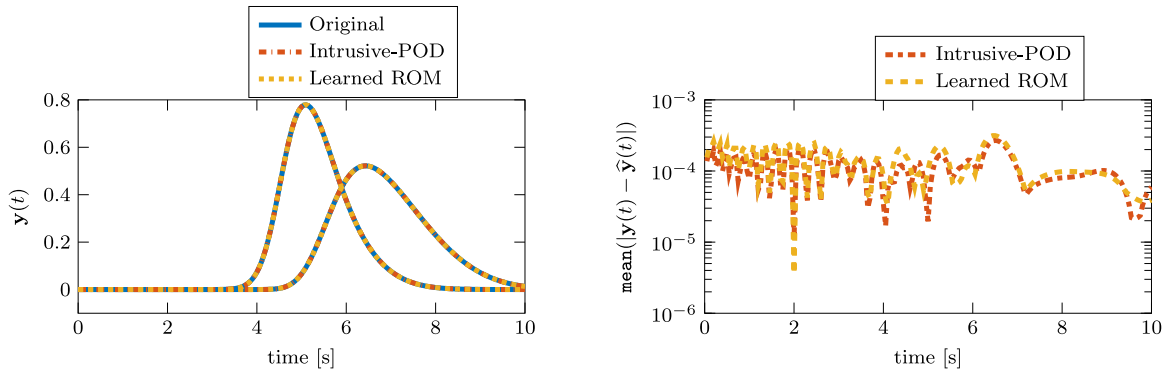 Original
Intrusive-POD
Learned ROM
0.8
0.6
0.4
0.2
0
y(t)
0 2 4 6 8 10
time [s]
Intrusive-POD
Learned ROM
10⁻³
10⁻⁴
10⁻⁵
10⁻⁶
mean(|y(t) − ŷ(t)|)
0 2 4 6 8 10
time [s]